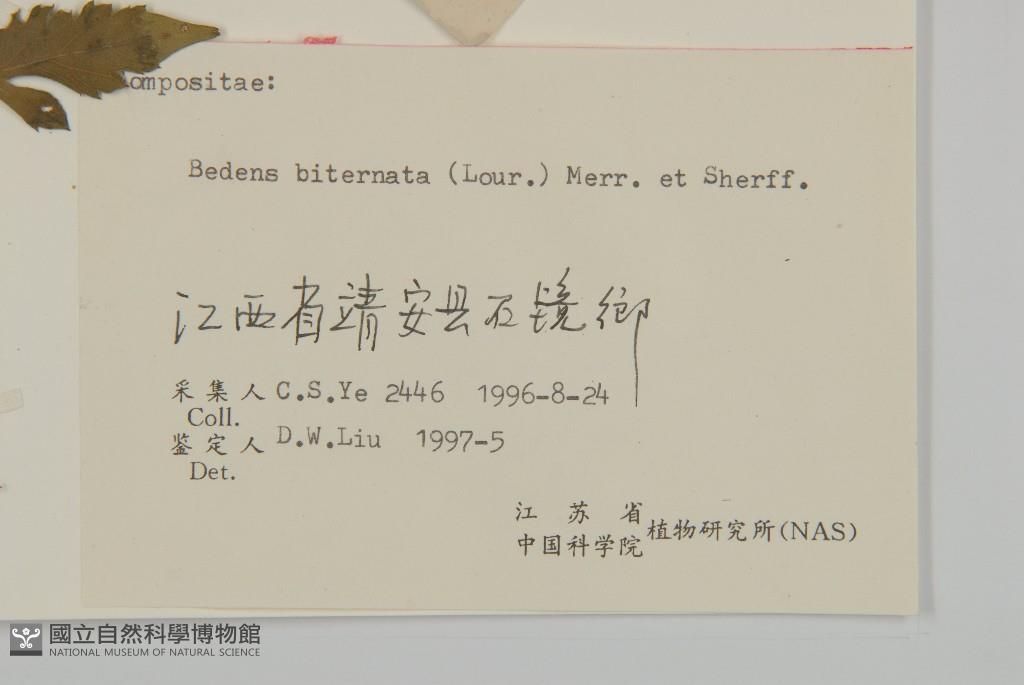 ompositae:
Bedens biternata (Lour.) Merr. et Sherff.
江西省靖安县石镜鄉
采集人 C.S.Ye 2446 1996-8-24
Coll.
鉴定人 D.W.Liu 1997-5
Det.
江苏省
中国科学院 植物研究所(NAS)
國立自然科學博物館
NATIONAL MUSEUM OF NATURAL SCIENCE